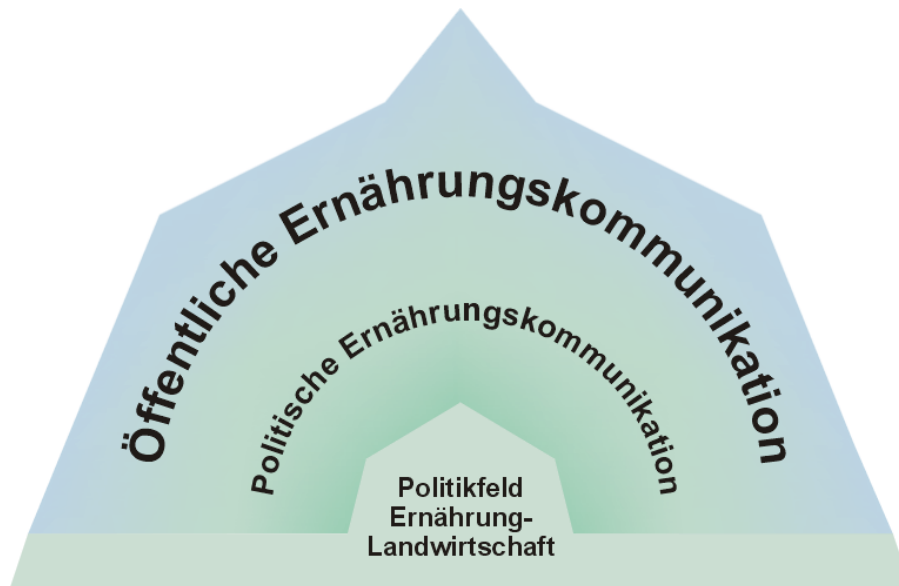 Öffentliche Ernährungskommunikation
Politische Ernährungskommunikation
Politikfeld
Ernährung-
Landwirtschaft